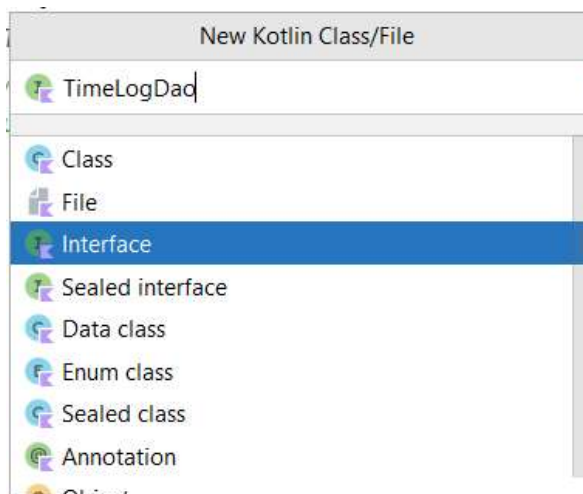 New Kotlin Class/File
TimeLogDao
Class
File
Interface
Sealed interface
Data class
Enum class
Sealed class
Annotation